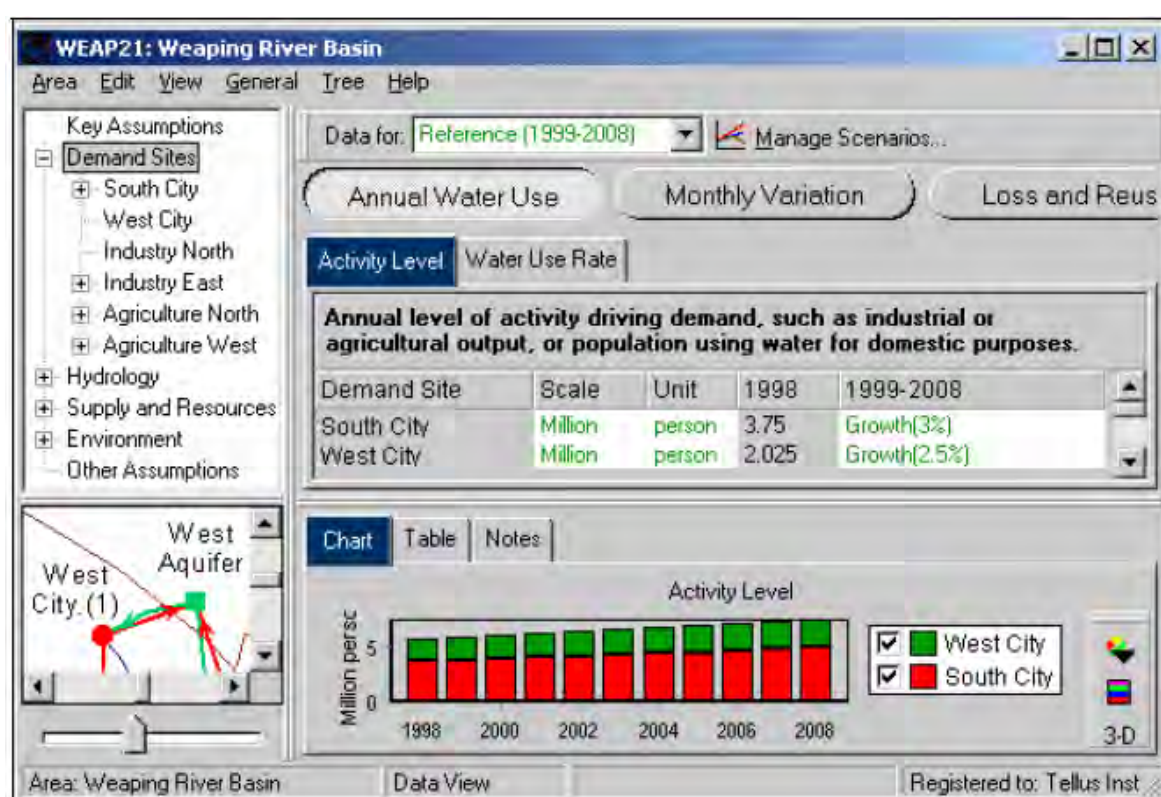 WEAP21: Weaping River Basin
Area Edit View General Tree Help
Key Assumptions
Demand Sites
South City
West City
Industry North
Industry East
Agriculture North
Agriculture West
Hydrology
Supply and Resources
Environment
Other Assumptions
Data for: Reference (1999-2008) Manage Scenarios...
Annual Water Use Monthly Variation Loss and Reus
Activity Level Water Use Rate
Annual level of activity driving demand, such as industrial or
agricultural output, or population using water for domestic purposes.
Demand Site Scale Unit 1998 1999-2008
South City Million person 3.75 Growth(3%)
West City Million person 2.025 Growth(2.5%)
West
Aquifer
West
City (1)
Chart Table Notes
Activity Level
Million persc
5
0
1998 2000 2002 2004 2006 2008
West City
South City
3-D
Area: Weaping River Basin Data View Registered to: Tellus Inst